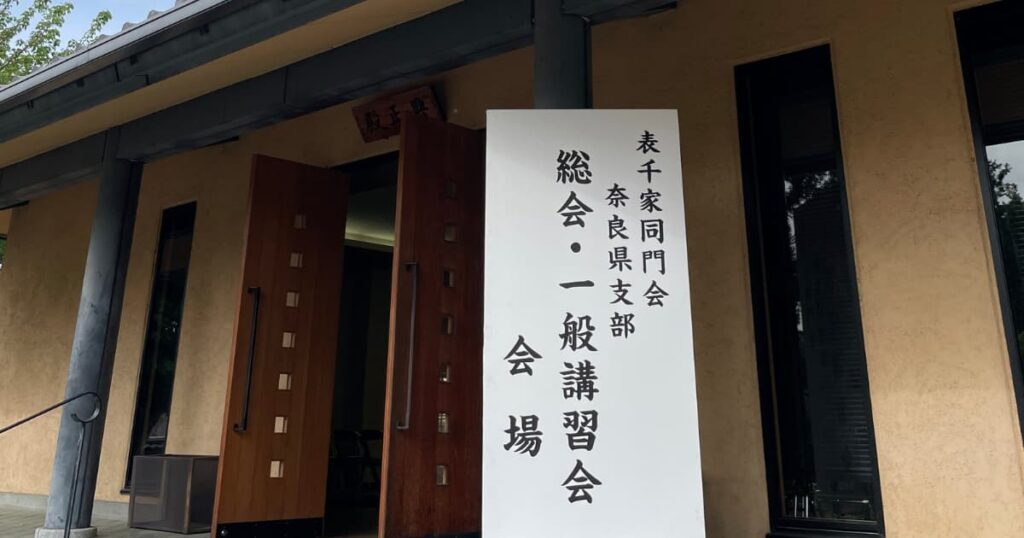 表千家同門会
奈良県支部
総会・一般講習会
会場